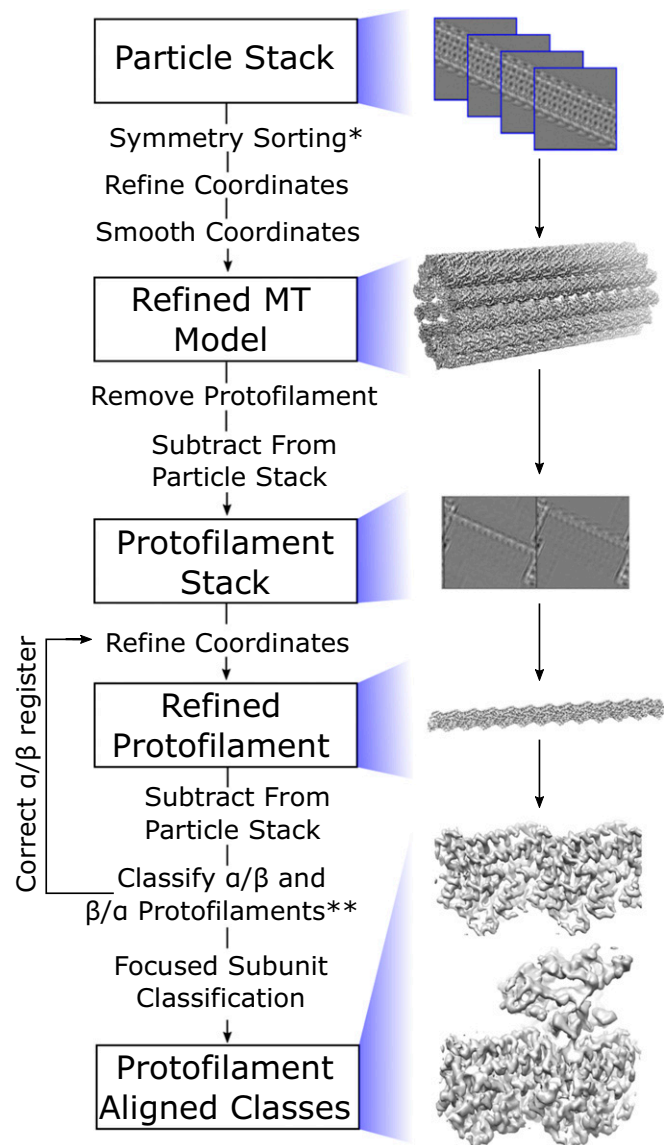 Particle Stack
Symmetry Sorting*
Refine Coordinates
Smooth Coordinates
Refined MT
Model
Remove Protofilament
Subtract From
Particle Stack
Protofilament
Stack
Refine Coordinates
Correct α/β register
Refined
Protofilament
Subtract From
Particle Stack
Classify α/β and
β/α Protofilaments**
Focused Subunit
Classification
Protofilament
Aligned Classes